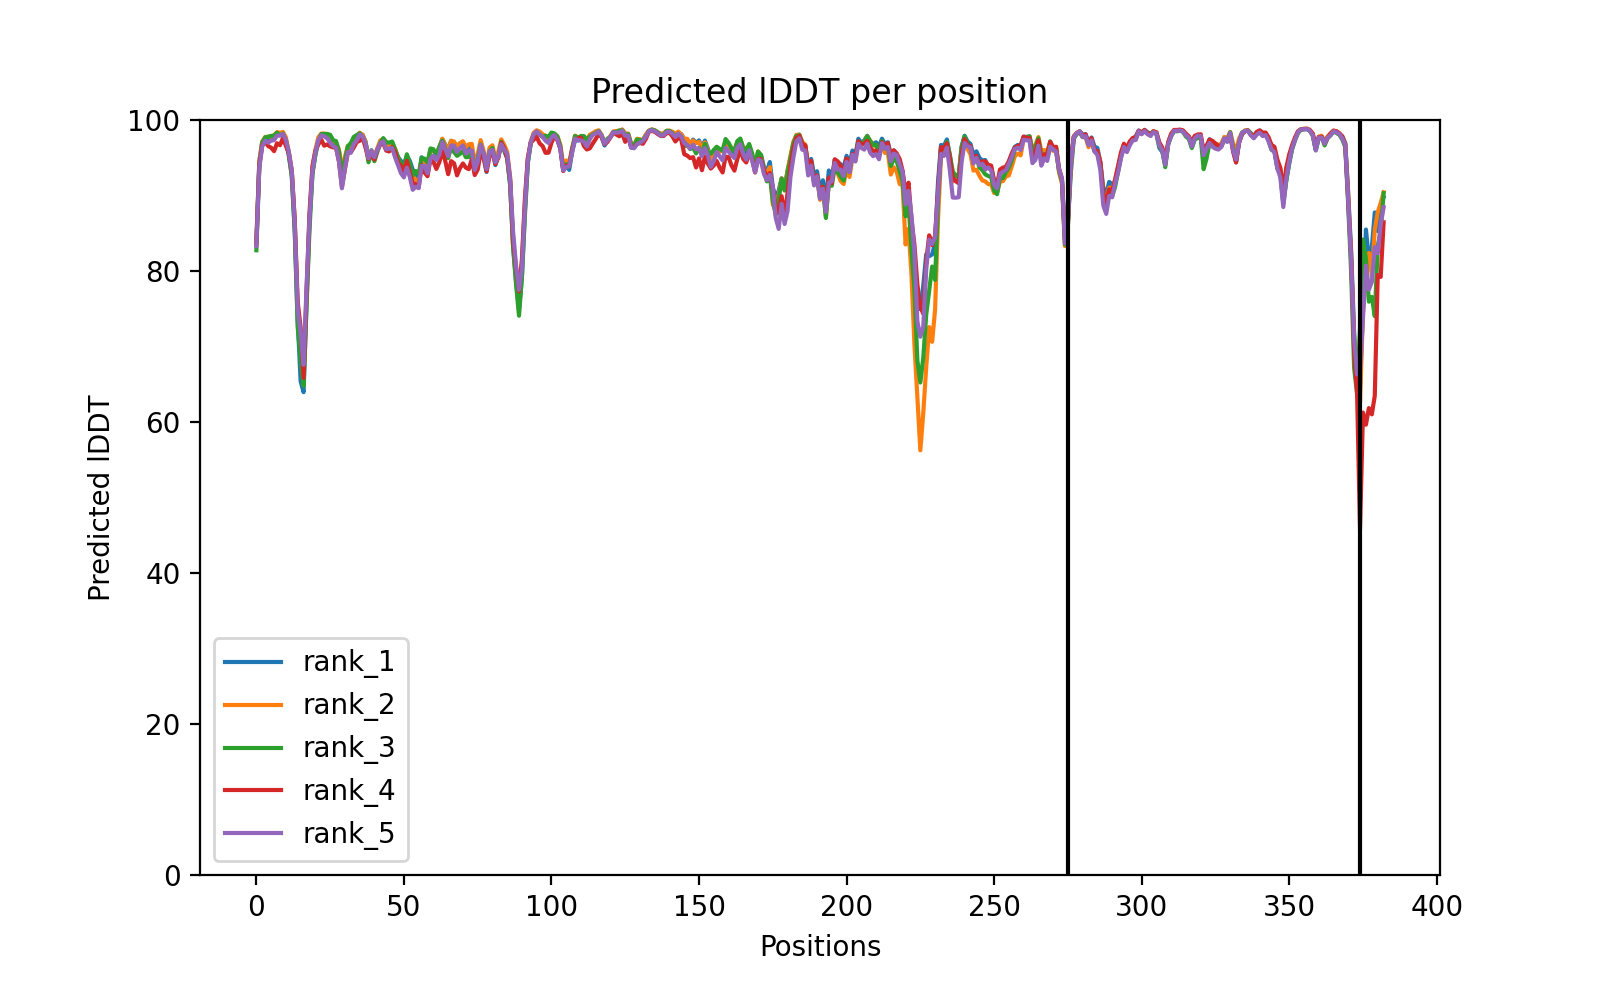 Predicted lDDT per position
100
80
60
40
20
0
Predicted lDDT
rank_1
rank_2
rank_3
rank_4
rank_5
0 50 100 150 200 250 300 350 400
Positions